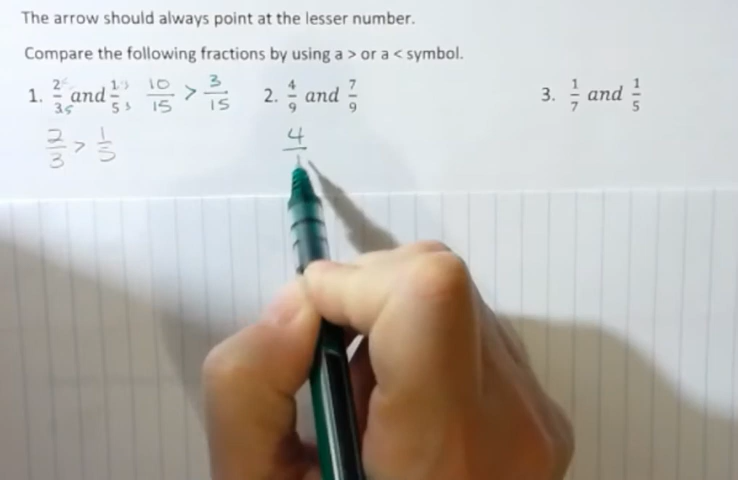 The arrow should always point at the lesser number.
Compare the following fractions by using a > or a < symbol.
1. 2/3 and 1/5 10/15 > 3/15 2. 4/9 and 7/9 3. 1/7 and 1/5
2/3 > 1/5 4